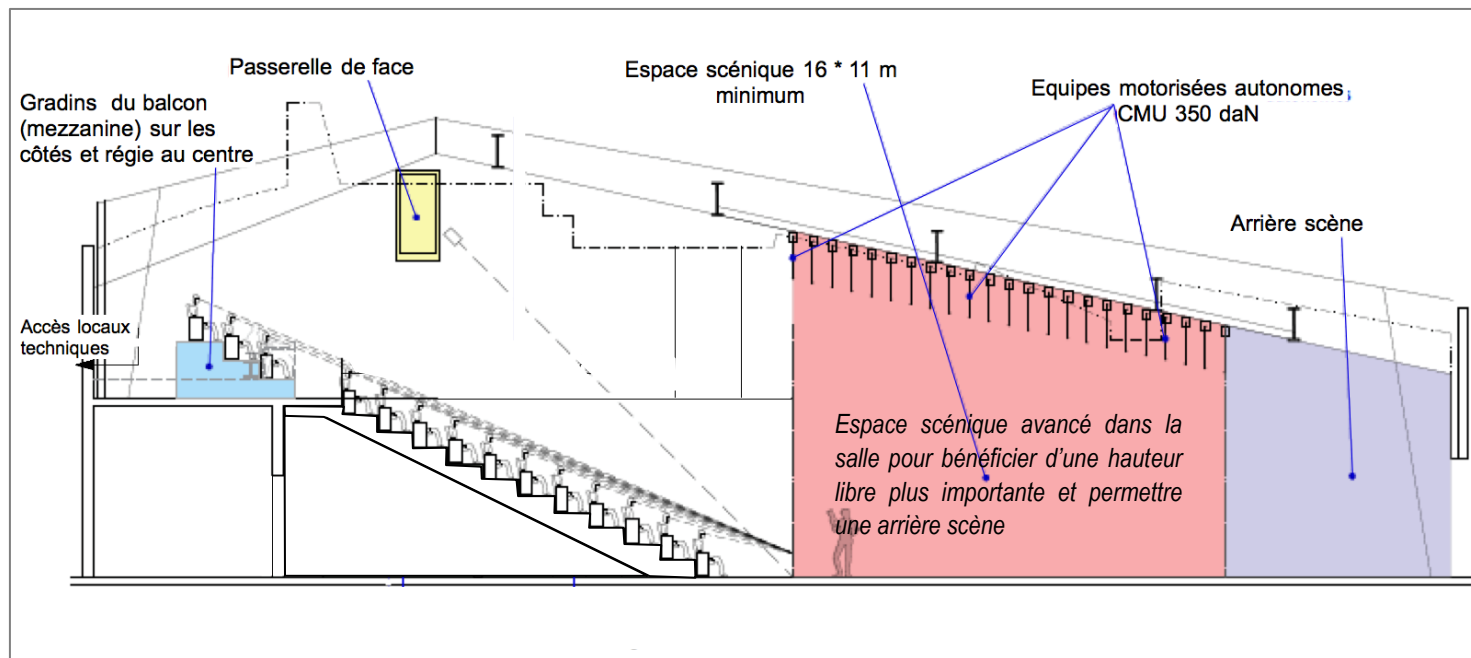 Passerelle de face
Gradins du balcon
(mezzanine) sur les
côtés et régie au centre
Espace scénique 16 * 11 m
minimum
Equipes motorisées autonomes
CMU 350 daN
Arrière scène
Accès locaux
techniques
Espace scénique avancé dans la
salle pour bénéficier d’une hauteur
libre plus importante et permettre
une arrière scène